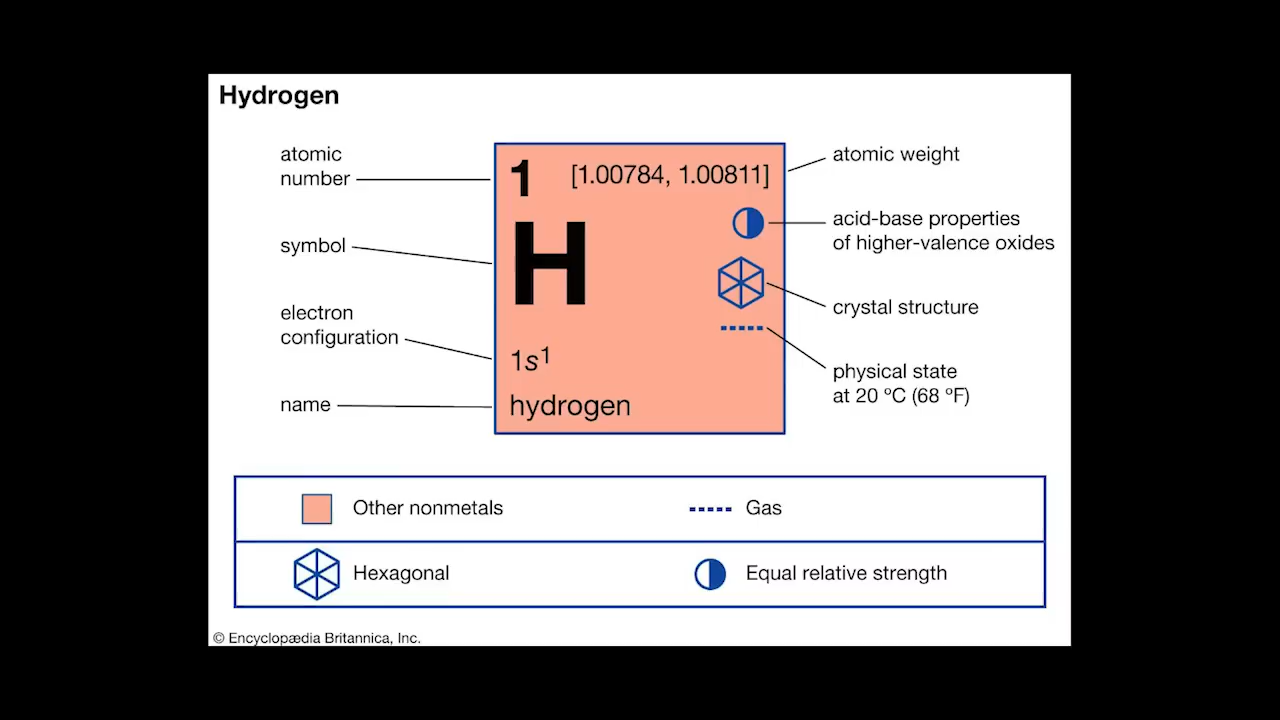 Hydrogen
atomic
number
symbol
electron
configuration
name
1 [1.00784, 1.00811]
H
1s¹
hydrogen
atomic weight
acid-base properties
of higher-valence oxides
crystal structure
physical state
at 20 ºC (68 ºF)
Other nonmetals
Gas
Hexagonal
Equal relative strength
© Encyclopædia Britannica, Inc.